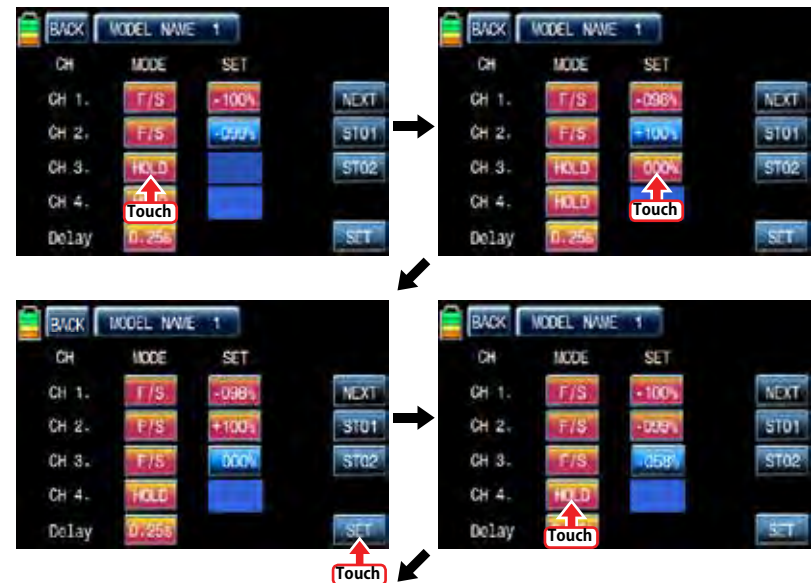 BACK MODEL NAME 1
CH MODE SET
CH 1. F/S -100% NEXT
CH 2. F/S -099% ST01
CH 3. HOLD ST02
Touch
CH 4.
Delay 0.25s SET
BACK MODEL NAME 1
CH MODE SET
CH 1. F/S -098% NEXT
CH 2. F/S +100% ST01
CH 3. HOLD 000% ST02
Touch
CH 4. HOLD
Delay 0.25s SET
BACK MODEL NAME 1
CH MODE SET
CH 1. F/S -098% NEXT
CH 2. F/S +100% ST01
CH 3. F/S 000% ST02
CH 4. HOLD
Delay 0.25s SET
Touch
BACK MODEL NAME 1
CH MODE SET
CH 1. F/S -100% NEXT
CH 2. F/S -099% ST01
CH 3. F/S -058% ST02
CH 4. HOLD
Delay SET
Touch